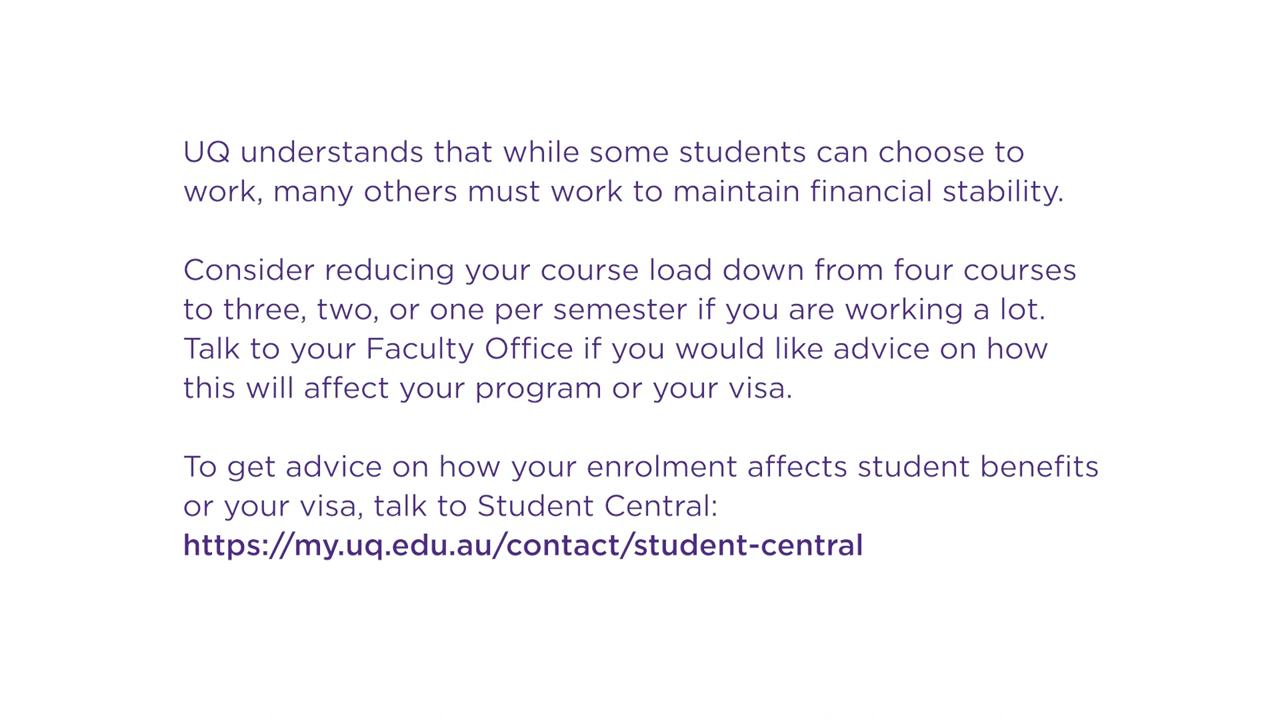 UQ understands that while some students can choose to
work, many others must work to maintain financial stability.
Consider reducing your course load down from four courses
to three, two, or one per semester if you are working a lot.
Talk to your Faculty Office if you would like advice on how
this will affect your program or your visa.
To get advice on how your enrolment affects student benefits
or your visa, talk to Student Central:
https://my.uq.edu.au/contact/student-central